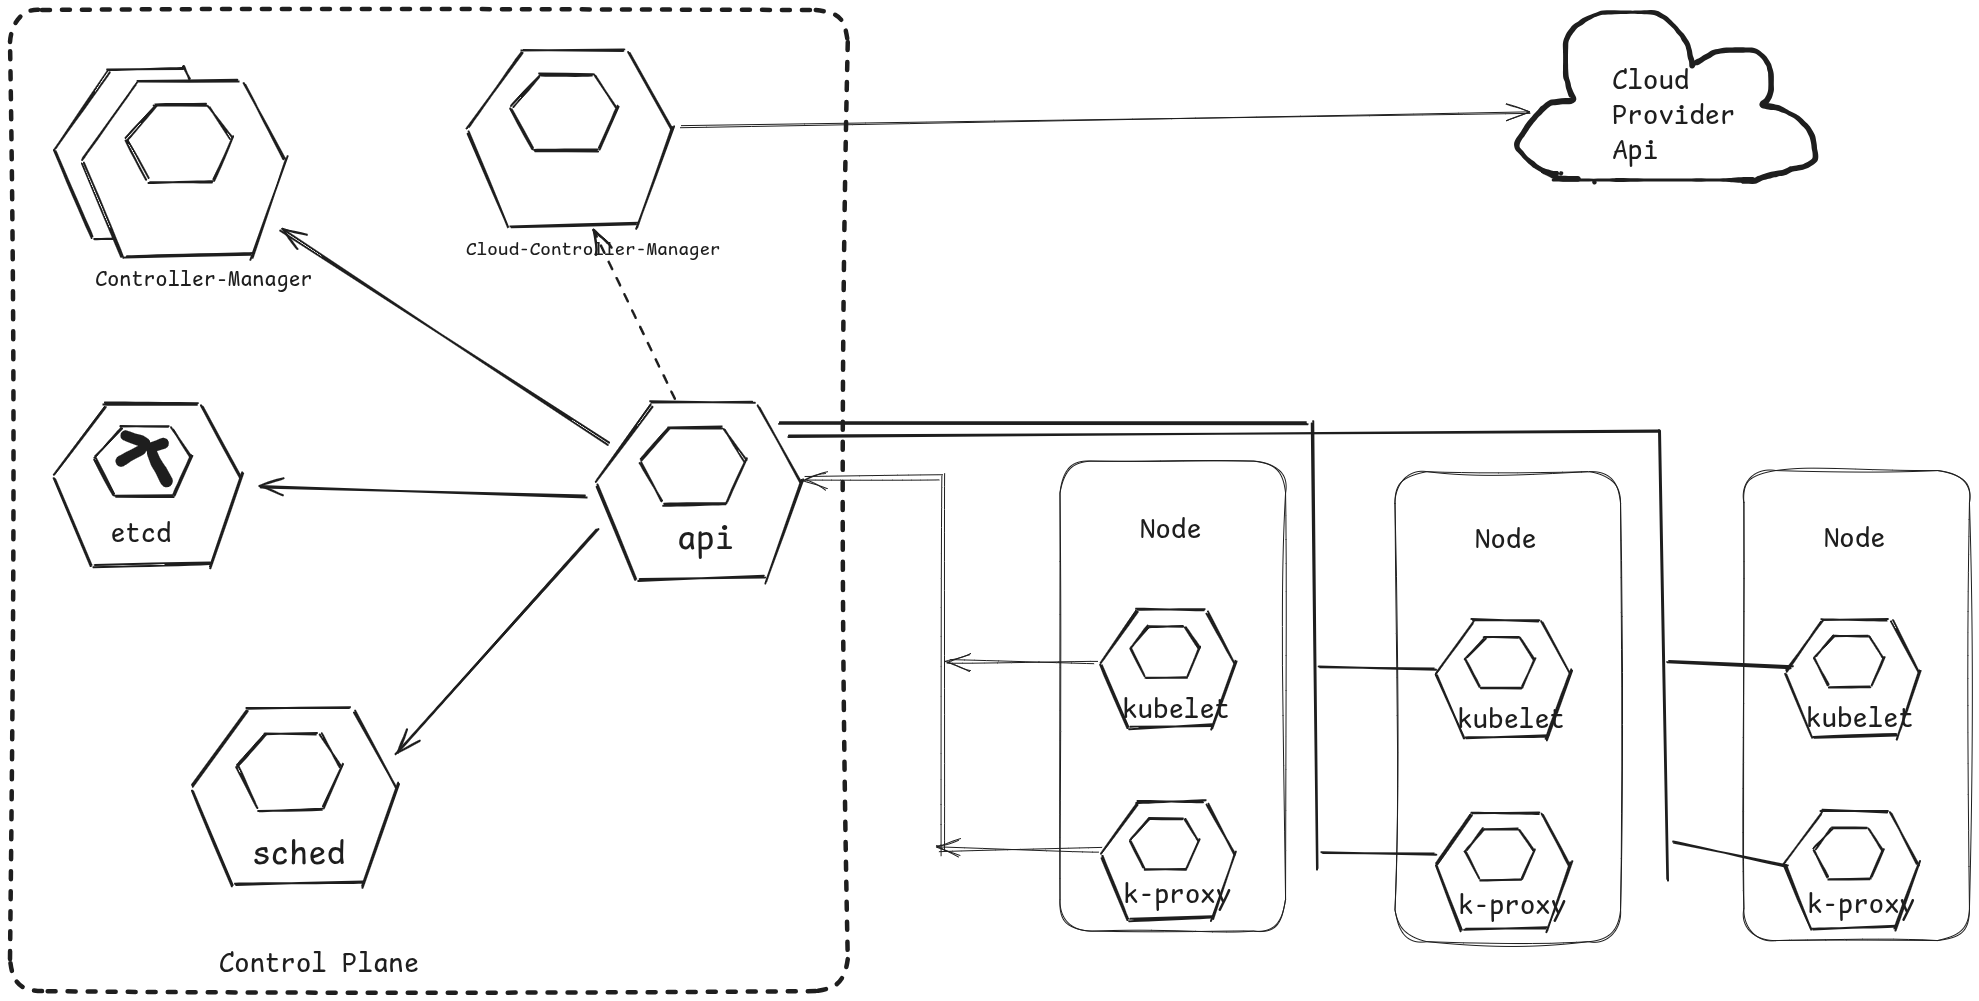 Cloud
Provider
Api
Cloud-Controller-Manager
Controller-Manager
etcd
api
Node
Node
Node
kubelet
kubelet
kubelet
sched
k-proxy
k-proxy
k-proxy
Control Plane